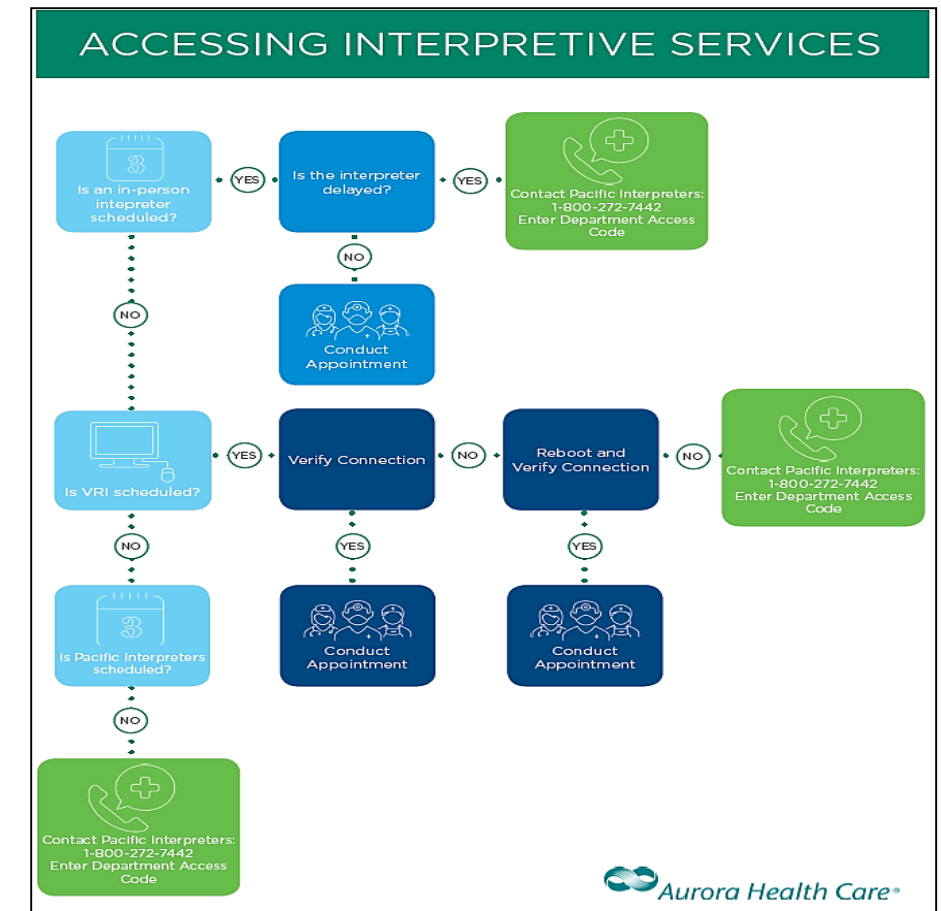 ACCESSING INTERPRETIVE SERVICES
3
Is an in-person
intepreter
scheduled?
YES
Is the interpreter
delayed?
YES
Contact Pacific Interpreters:
1-800-272-7442
Enter Department Access
Code
NO
Conduct
Appointment
NO
Is VRI scheduled?
YES
Verify Connection
NO
Reboot and
Verify Connection
NO
Contact Pacific Interpreters:
1-800-272-7442
Enter Department Access
Code
NO
YES
YES
3
Is Pacific Interpreters
scheduled?
Conduct
Appointment
Conduct
Appointment
NO
Contact Pacific Interpreters:
1-800-272-7442
Enter Department Access
Code
Aurora Health Care®